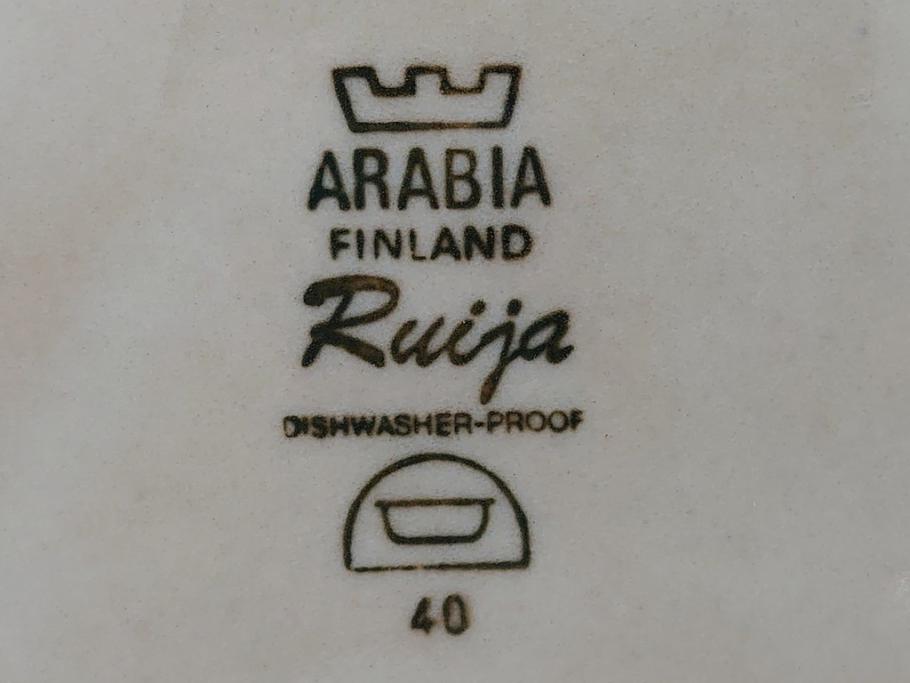 ARABIA
FINLAND
Ruija
DISHWASHER-PROOF
40